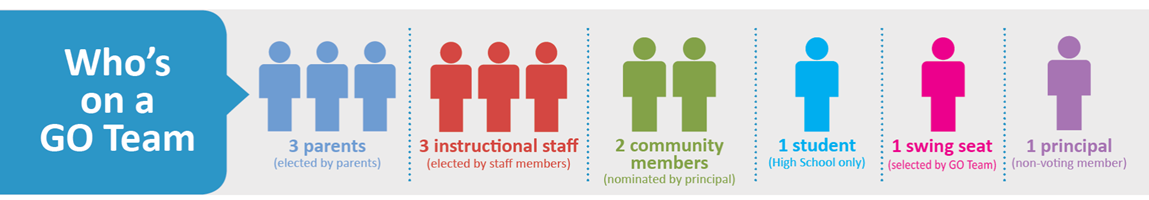 Who's
on a
GO Team
3 parents
(elected by parents)
3 instructional staff
(elected by staff members)
2 community
members
(nominated by principal)
1 student
(High School only)
1 swing seat
(selected by GO Team)
1 principal
(non-voting member)